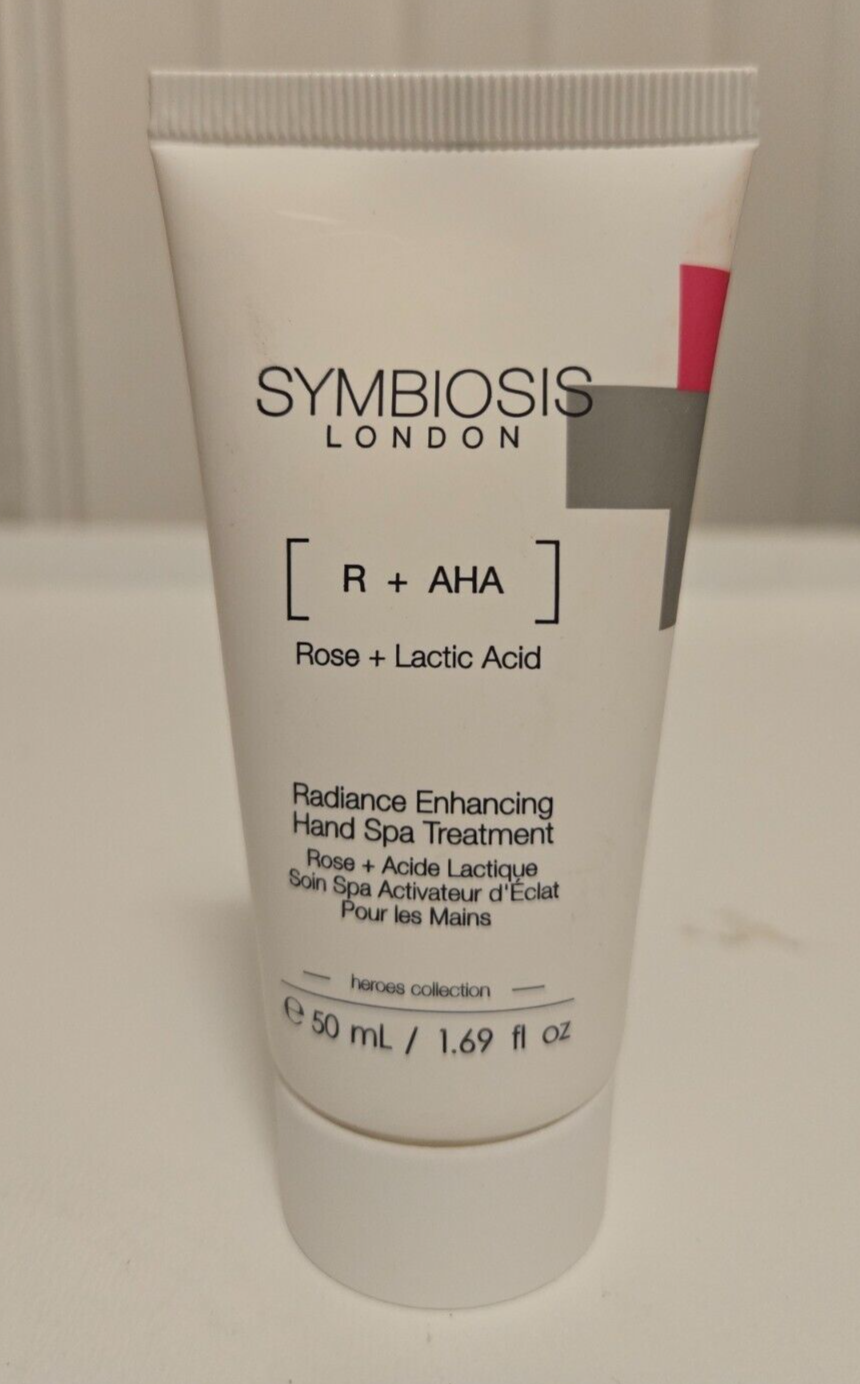 SYMBIOSIS
LONDON
[ R + AHA ]
Rose + Lactic Acid
Radiance Enhancing
Hand Spa Treatment
Rose + Acide Lactique
Soin Spa Activateur d'Éclat
Pour les Mains
— heroes collection —
℮ 50 mL / 1.69 fl oz